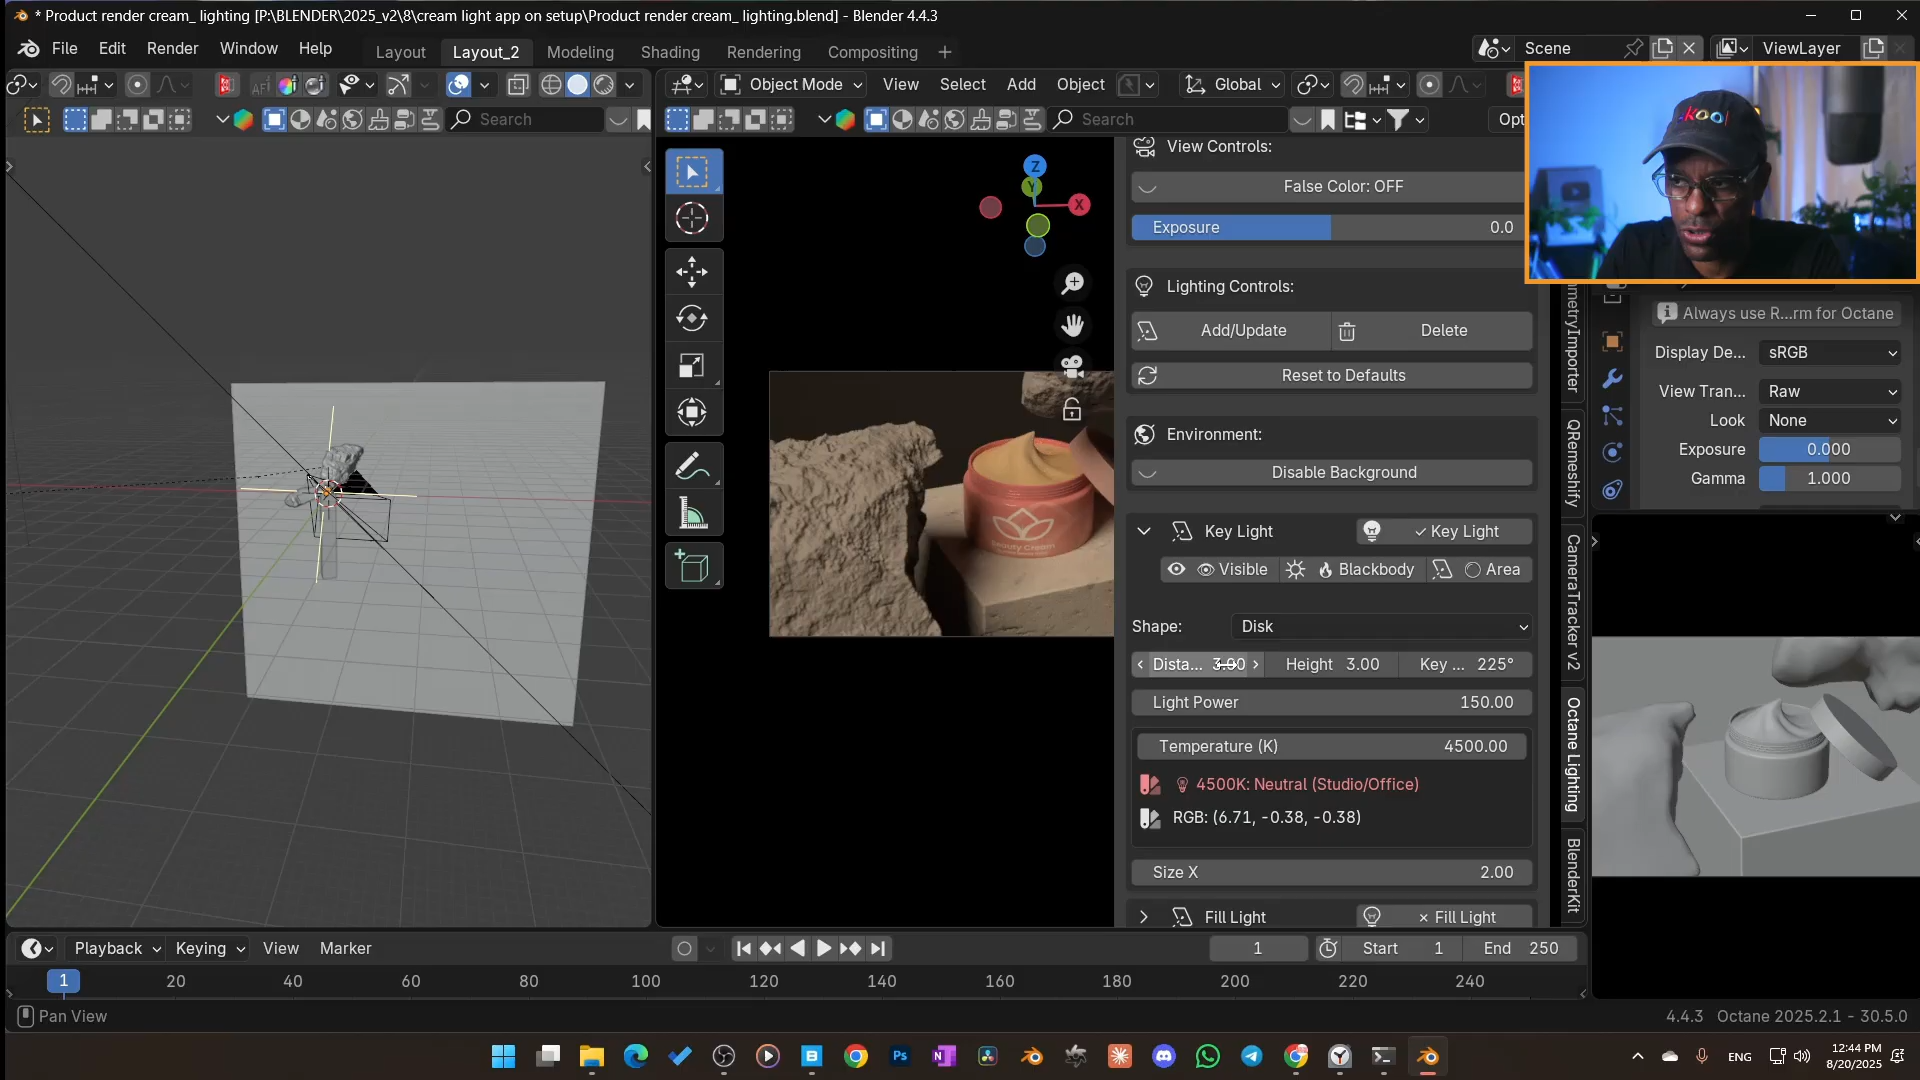 * Product render cream_ lighting [P:\BLENDER\2025_v2\8\cream light app on setup\Product render cream_ lighting.blend] - Blender 4.4.3
File Edit Render Window Help
Layout Layout_2 Modeling Shading Rendering Compositing +
Scene
ViewLayer
Object Mode View Select Add Object Global
Search
Search
Opt
Z
Y
X
View Controls:
False Color: OFF
Exposure 0.0
Lighting Controls:
Add/Update Delete
Reset to Defaults
Environment:
Disable Background
Key Light Key Light
Visible Blackbody Area
Shape: Disk
Dista... 3.00 Height 3.00 Key ... 225°
Light Power 150.00
Temperature (K) 4500.00
4500K: Neutral (Studio/Office)
RGB: (6.71, -0.38, -0.38)
Size X 2.00
Fill Light × Fill Light
Beauty Cream
kool
metryImporter
QRemeshify
CameraTracker v2
Octane Lighting
BlenderKit
Always use R...rm for Octane
Display De... sRGB
View Tran... Raw
Look None
Exposure 0.000
Gamma 1.000
Playback Keying View Marker
1 Start 1 End 250
1 20 40 60 80 100 120 140 160 180 200 220 240
Pan View
4.4.3 Octane 2025.2.1 - 30.5.0
Ps
N
ENG
12:44 PM
8/20/2025